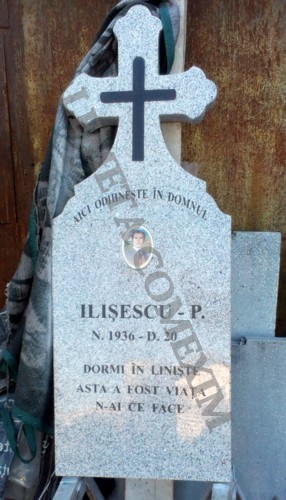 AICI ODIHNEȘTE ÎN DOMNUL
ILIȘESCU - P.
N. 1936 - D. 20
DORMI ÎN LINIȘTE
ASTA A FOST VIAȚA
N-AI CE FACE